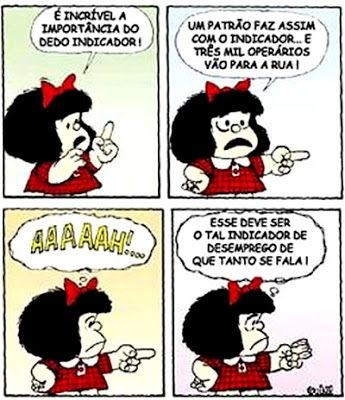 É INCRÍVEL A
IMPORTÂNCIA DO
DEDO INDICADOR!
UM PATRÃO FAZ ASSIM
COM O INDICADOR... E
TRÊS MIL OPERÁRIOS
VÃO PARA A RUA!
AAAAAH!...
ESSE DEVE SER
O TAL INDICADOR DE
DESEMPREGO DE
QUE TANTO SE FALA!